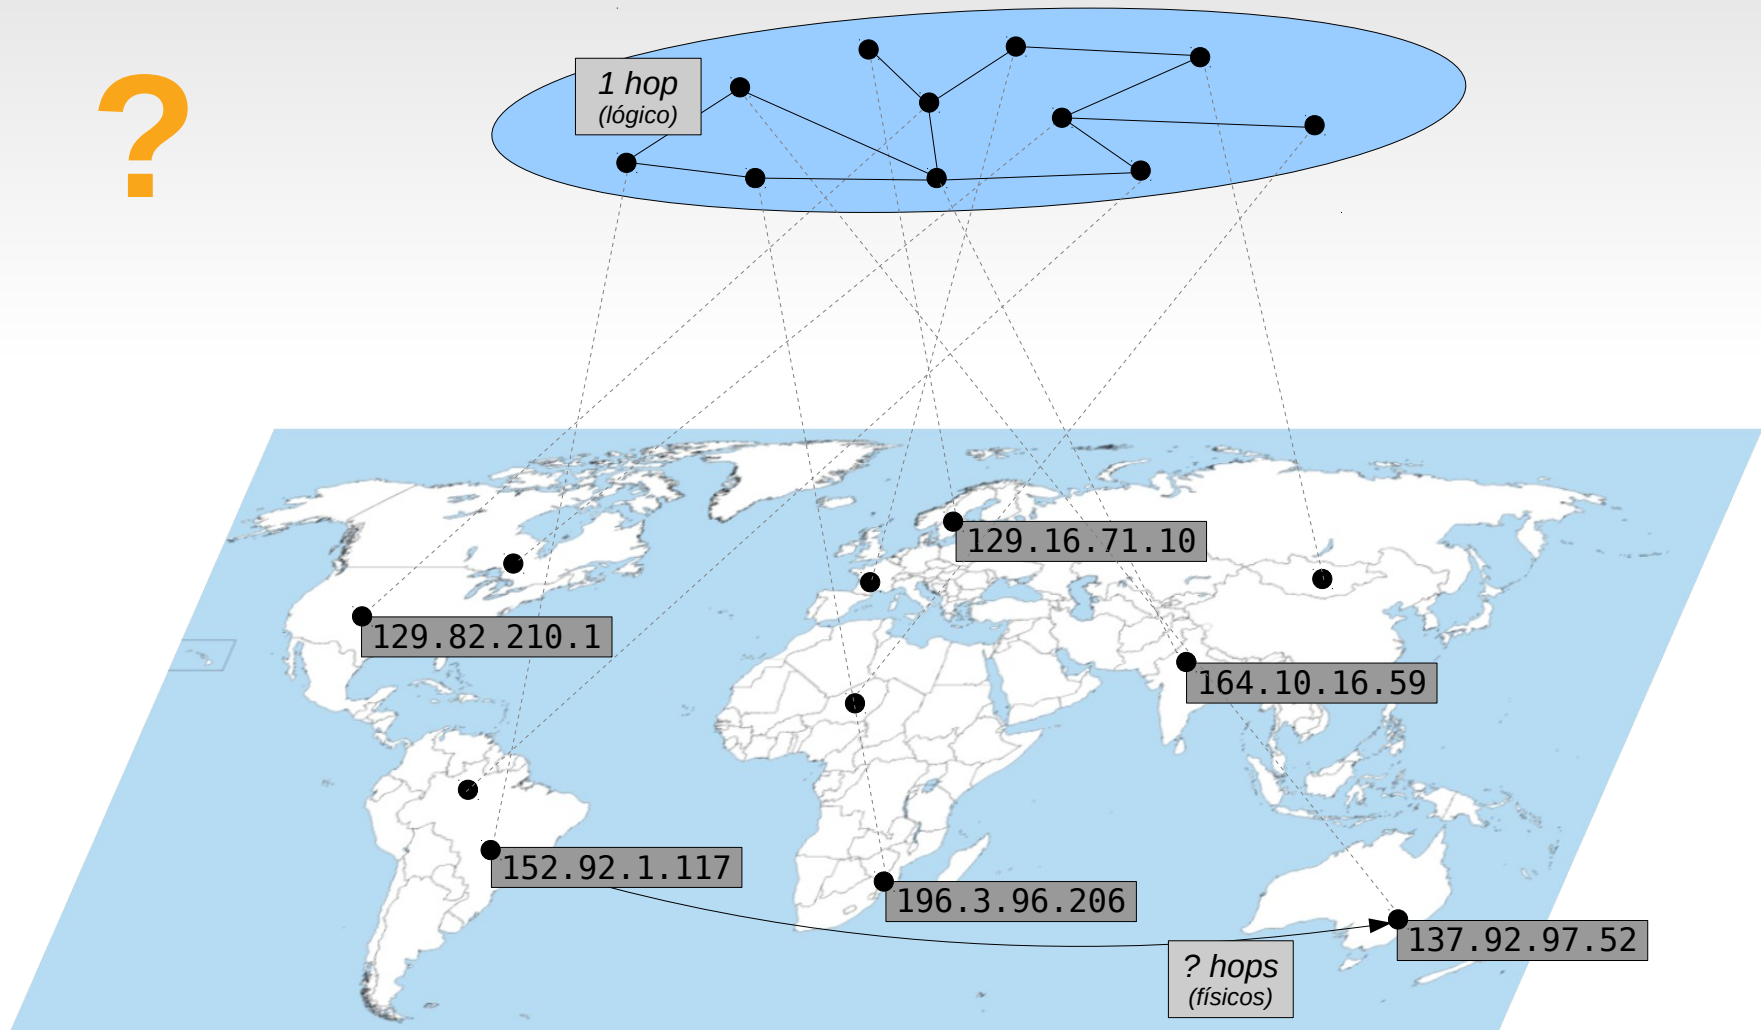 ?
1 hop
(lógico)
129.16.71.10
129.82.210.1
164.10.16.59
152.92.1.117
196.3.96.206
137.92.97.52
? hops
(físicos)